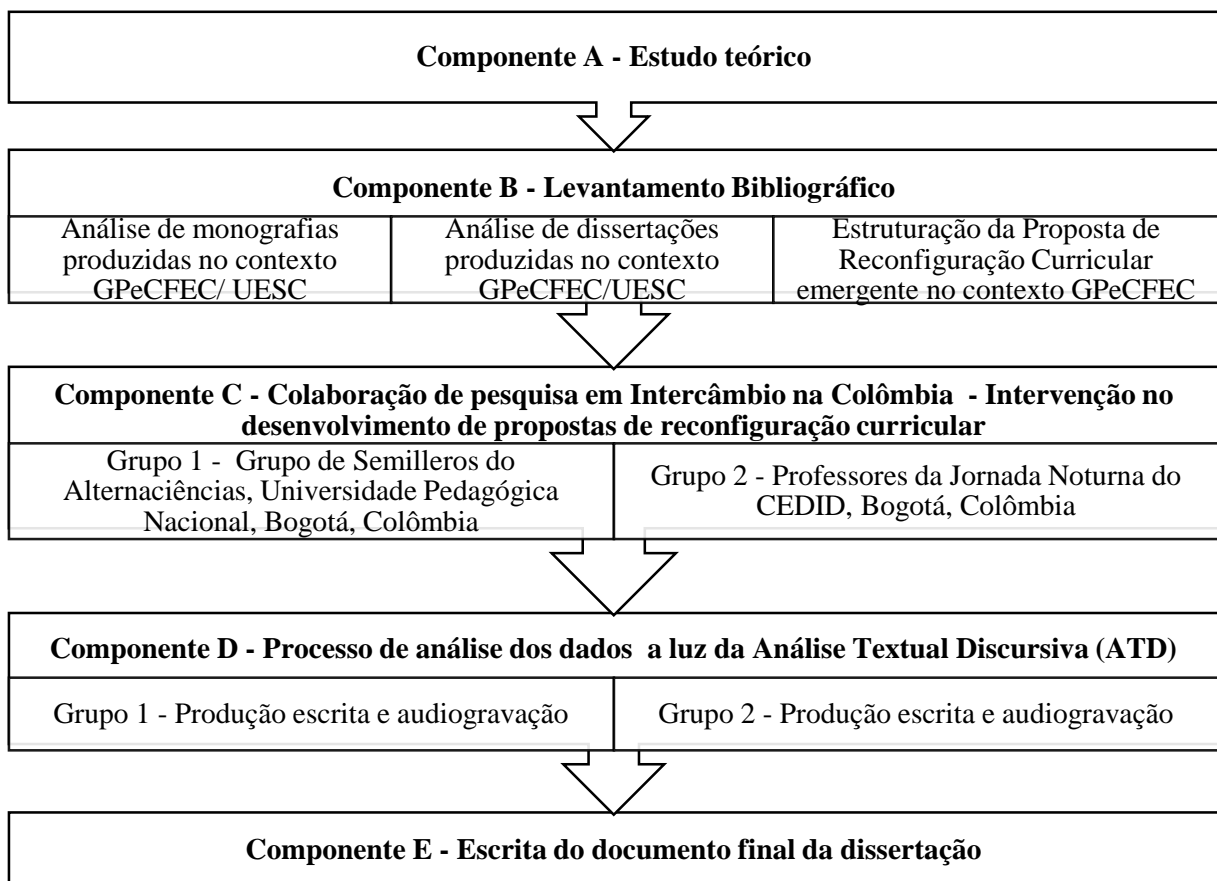 Componente A - Estudo teórico
Componente B - Levantamento Bibliográfico
Análise de monografias
produzidas no contexto
GPeCFEC/ UESC
Análise de dissertações
produzidas no contexto
GPeCFEC/UESC
Estruturação da Proposta de
Reconfiguração Curricular
emergente no contexto GPeCFEC
Componente C - Colaboração de pesquisa em Intercâmbio na Colômbia - Intervenção no
desenvolvimento de propostas de reconfiguração curricular
Grupo 1 - Grupo de Semilleros do
Alternaciências, Universidade Pedagógica
Nacional, Bogotá, Colômbia
Grupo 2 - Professores da Jornada Noturna do
CEDID, Bogotá, Colômbia
Componente D - Processo de análise dos dados a luz da Análise Textual Discursiva (ATD)
Grupo 1 - Produção escrita e audiogravação
Grupo 2 - Produção escrita e audiogravação
Componente E - Escrita do documento final da dissertação